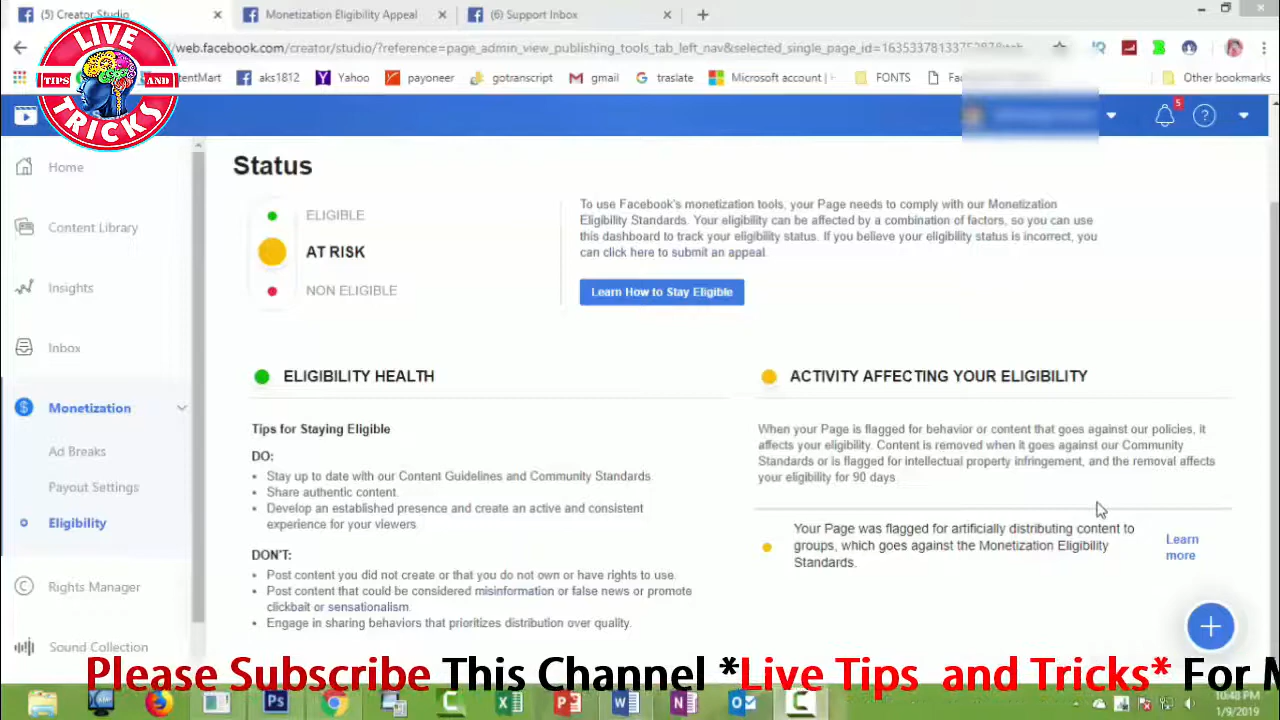 (5) Creator Studio
Monetization Eligibility Appeal
(6) Support Inbox
web.facebook.com/creator/studio/?reference=page_admin_view_publishing_tools_tab_left_nav&selected_single_page_id=
LIVE
TIPS AND
TRICKS
aks1812
Yahoo
payoneer
gotranscript
gmail
traslate
Microsoft account
FONTS
Other bookmarks
5
Home
Content Library
Insights
Inbox
Monetization
Ad Breaks
Payout Settings
Eligibility
Rights Manager
Sound Collection
Status
ELIGIBLE
AT RISK
NON ELIGIBLE
To use Facebook's monetization tools, your Page needs to comply with our Monetization
Eligibility Standards. Your eligibility can be affected by a combination of factors, so you can use
this dashboard to track your eligibility status. If you believe your eligibility status is incorrect, you
can click here to submit an appeal.
Learn How to Stay Eligible
ELIGIBILITY HEALTH
Tips for Staying Eligible
DO:
Stay up to date with our Content Guidelines and Community Standards
Share authentic content.
Develop an established presence and create an active and consistent
experience for your viewers.
DON'T:
Post content you did not create or that you do not own or have rights to use.
Post content that could be considered misinformation or false news or promote
clickbait or sensationalism.
Engage in sharing behaviors that prioritizes distribution over quality.
ACTIVITY AFFECTING YOUR ELIGIBILITY
When your Page is flagged for behavior or content that goes against our policies, it
affects your eligibility. Content is removed when it goes against our Community
Standards or is flagged for intellectual property infringement, and the removal affects
your eligibility for 90 days.
Your Page was flagged for artificially distributing content to
groups, which goes against the Monetization Eligibility
Standards.
Learn
more
Please Subscribe This Channel *Live Tips and Tricks* For
10:48 PM
1/9/2019